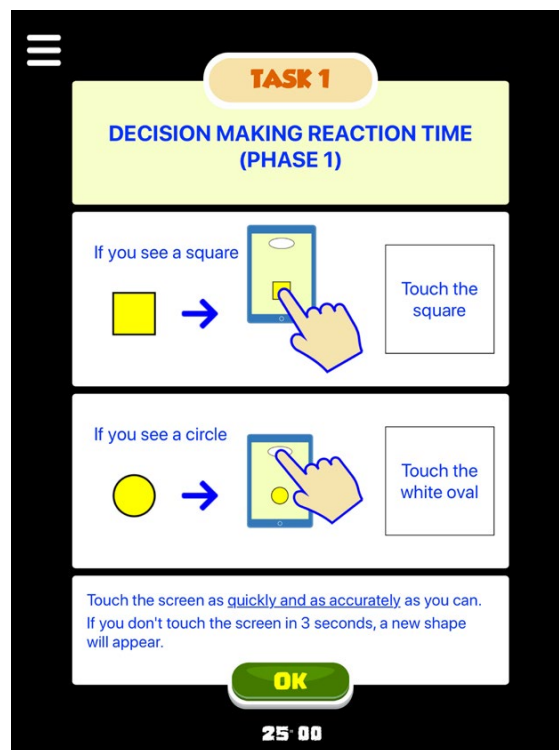 TASK 1
DECISION MAKING REACTION TIME
(PHASE 1)
If you see a square
Touch the
square
If you see a circle
Touch the
white oval
Touch the screen as quickly and as accurately as you can.
If you don't touch the screen in 3 seconds, a new shape
will appear.
OK
25:00